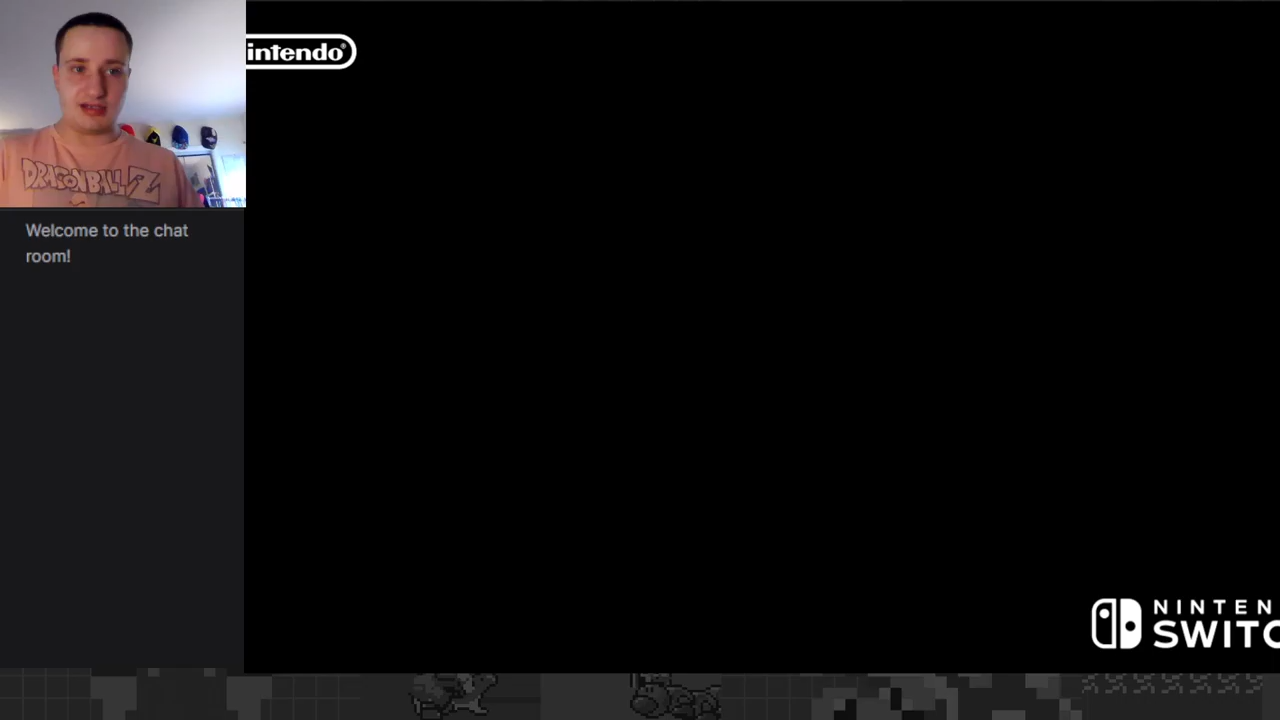 intendo®
DRAGONBALL Z
Welcome to the chat
room!
NINTEN
SWITC